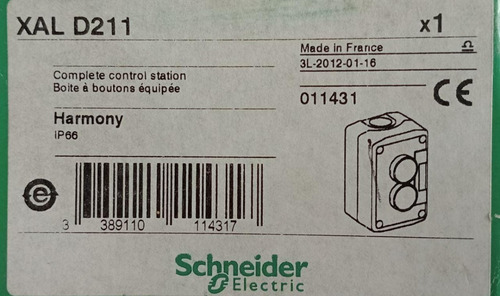 XAL D211
x1
Made in France
3L-2012-01-16
Complete control station
Boite à boutons équipée
011431
CE
Harmony
IP66
e
3 389110 114317
Schneider
Electric